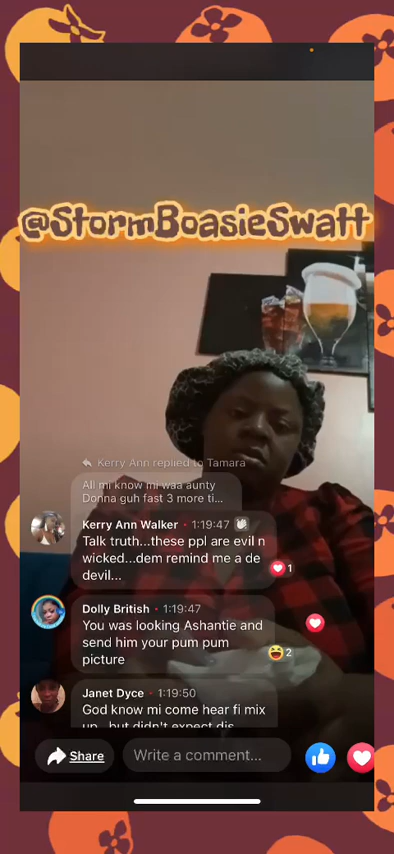 @StormBoasieSwatt
Kerry Ann replied to Tamara
All mi know mi waa aunty
Donna guh fast 3 more ti...
Kerry Ann Walker • 1:19:47
Talk truth...these ppl are evil n
wicked...dem remind me a de
devil...
1
Dolly British • 1:19:47
You was looking Ashantie and
send him your pum pum
picture
2
Janet Dyce • 1:19:50
God know mi come hear fi mix
up...but didn't expect dis
Share
Write a comment...